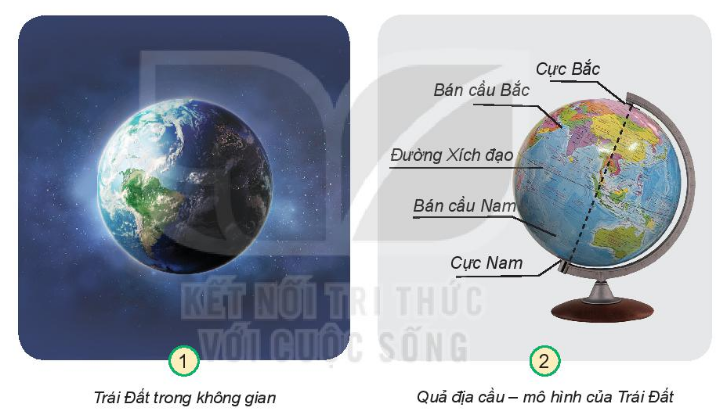 Cực Bắc
Bán cầu Bắc
Đường Xích đạo
Bán cầu Nam
Cực Nam
KẾT NỐI TRI THỨC
VỚI CUỘC SỐNG
1
2
Trái Đất trong không gian
Quả địa cầu – mô hình của Trái Đất